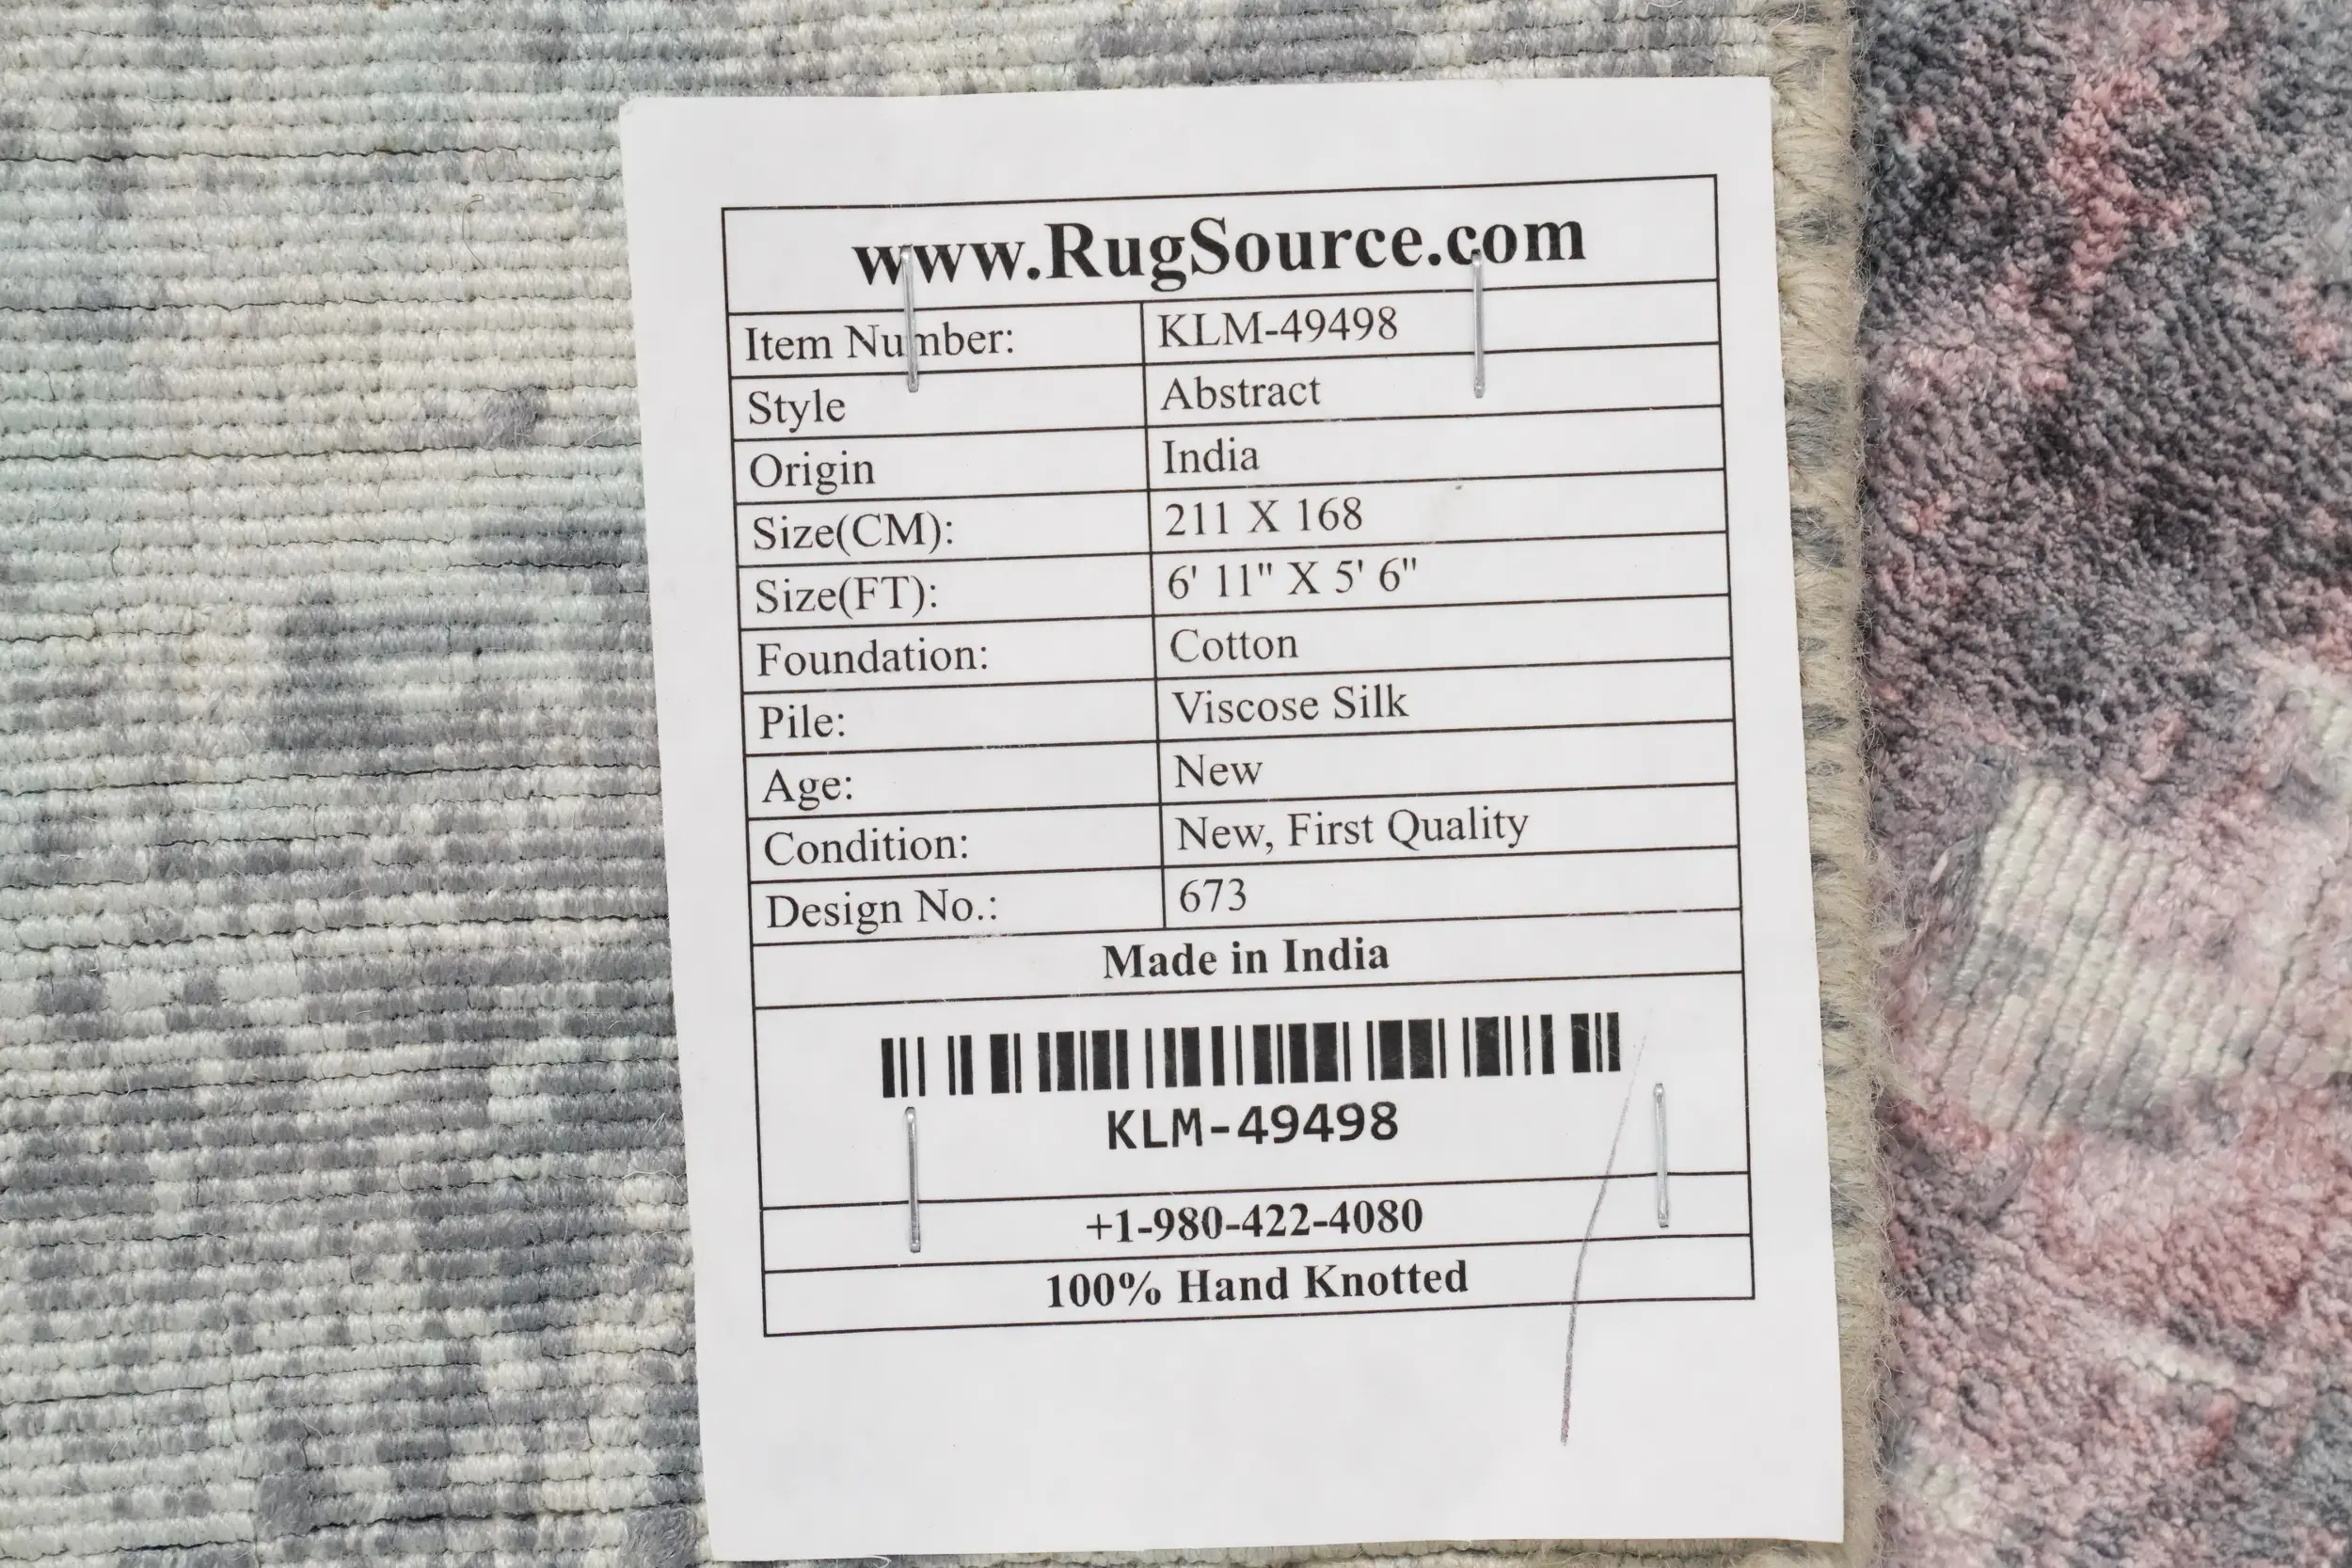 www.RugSource.com
Item Number: KLM-49498
Style Abstract
Origin India
Size(CM): 211 X 168
Size(FT): 6' 11" X 5' 6"
Foundation: Cotton
Pile: Viscose Silk
Age: New
Condition: New, First Quality
Design No.: 673
Made in India
KLM-49498
+1-980-422-4080
100% Hand Knotted